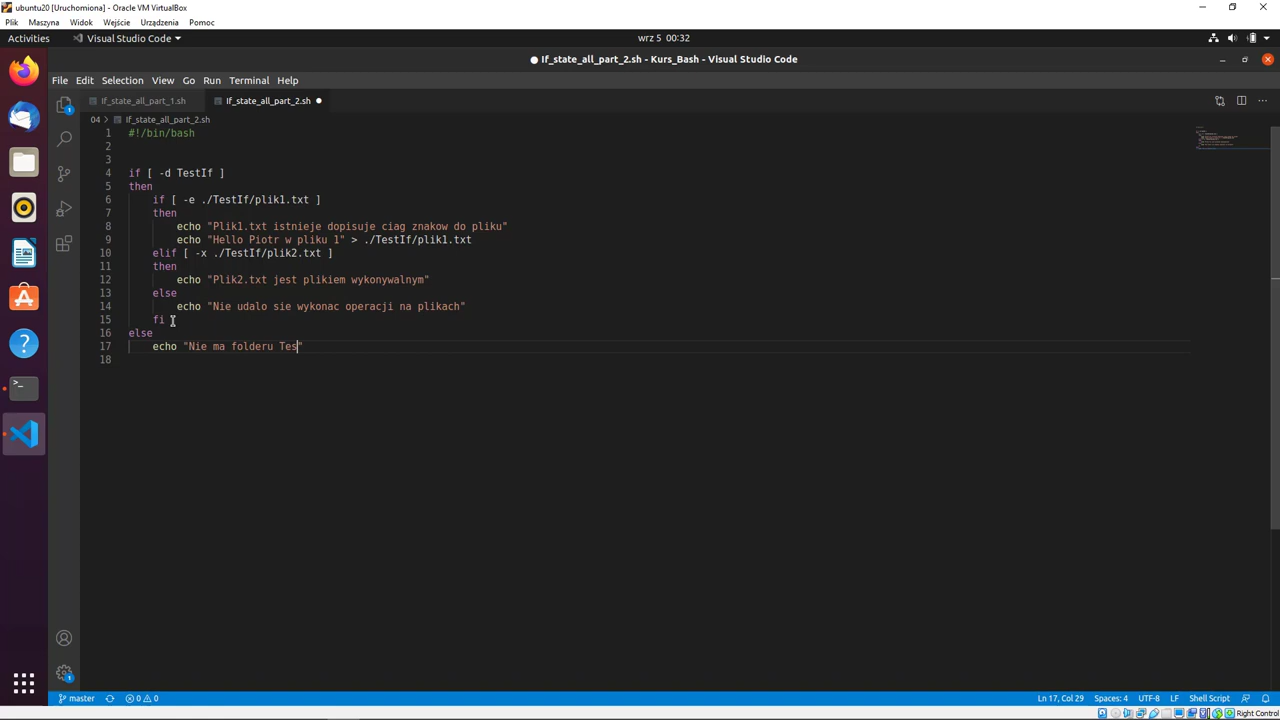 ubuntu20 [Uruchomiona] - Oracle VM VirtualBox
Plik Maszyna Widok Wejście Urządzenia Pomoc
Activities Visual Studio Code wrz 5 00:32
● If_state_all_part_2.sh - Kurs_Bash - Visual Studio Code
File Edit Selection View Go Run Terminal Help
If_state_all_part_1.sh If_state_all_part_2.sh ●
04 > If_state_all_part_2.sh
1 #!/bin/bash
2
3
4 if [ -d TestIf ]
5 then
6 if [ -e ./TestIf/plik1.txt ]
7 then
8 echo "Plik1.txt istnieje dopisuje ciag znakow do pliku"
9 echo "Hello Piotr w pliku 1" > ./TestIf/plik1.txt
10 elif [ -x ./TestIf/plik2.txt ]
11 then
12 echo "Plik2.txt jest plikiem wykonywalnym"
13 else
14 echo "Nie udalo sie wykonac operacji na plikach"
15 fi
16 else
17 echo "Nie ma folderu Tes"
18
master 0 0 Ln 17, Col 29 Spaces: 4 UTF-8 LF Shell Script
Right Control